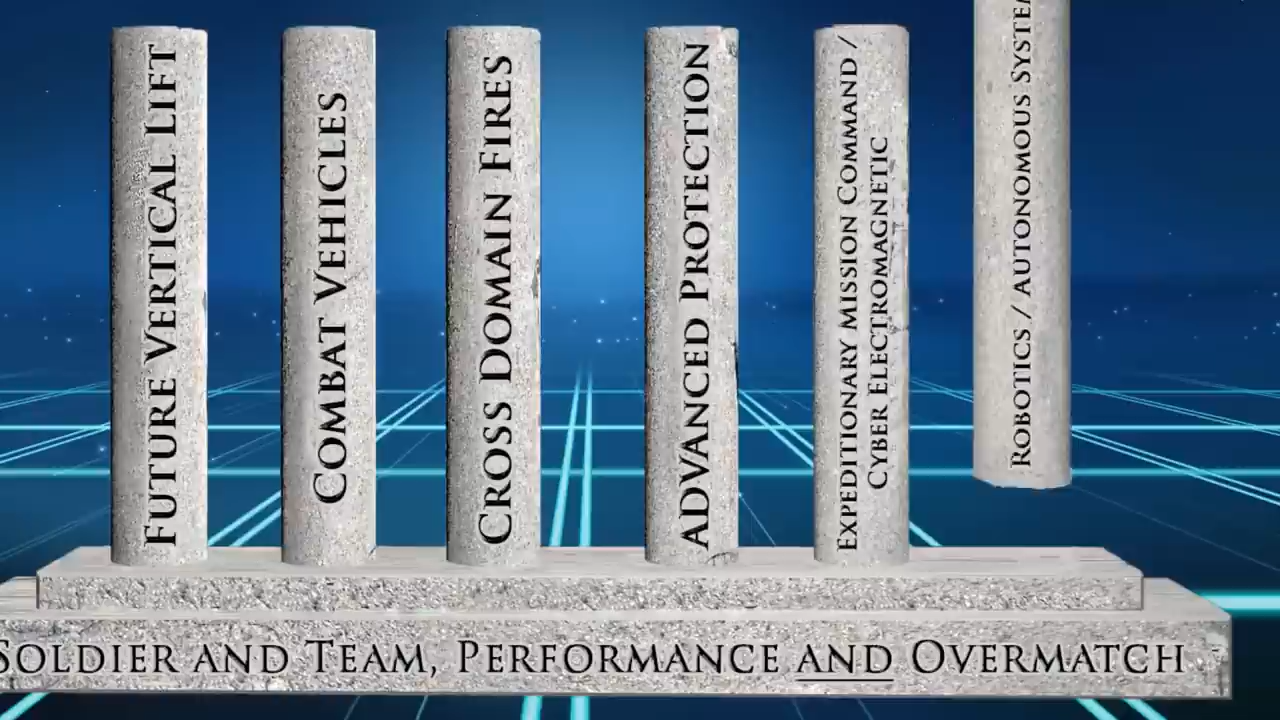 Future Vertical Lift
Combat Vehicles
Cross Domain Fires
Advanced Protection
Expeditionary Mission Command /
Cyber Electromagnetic
Robotics / Autonomous
Soldier and Team, Performance and Overmatch